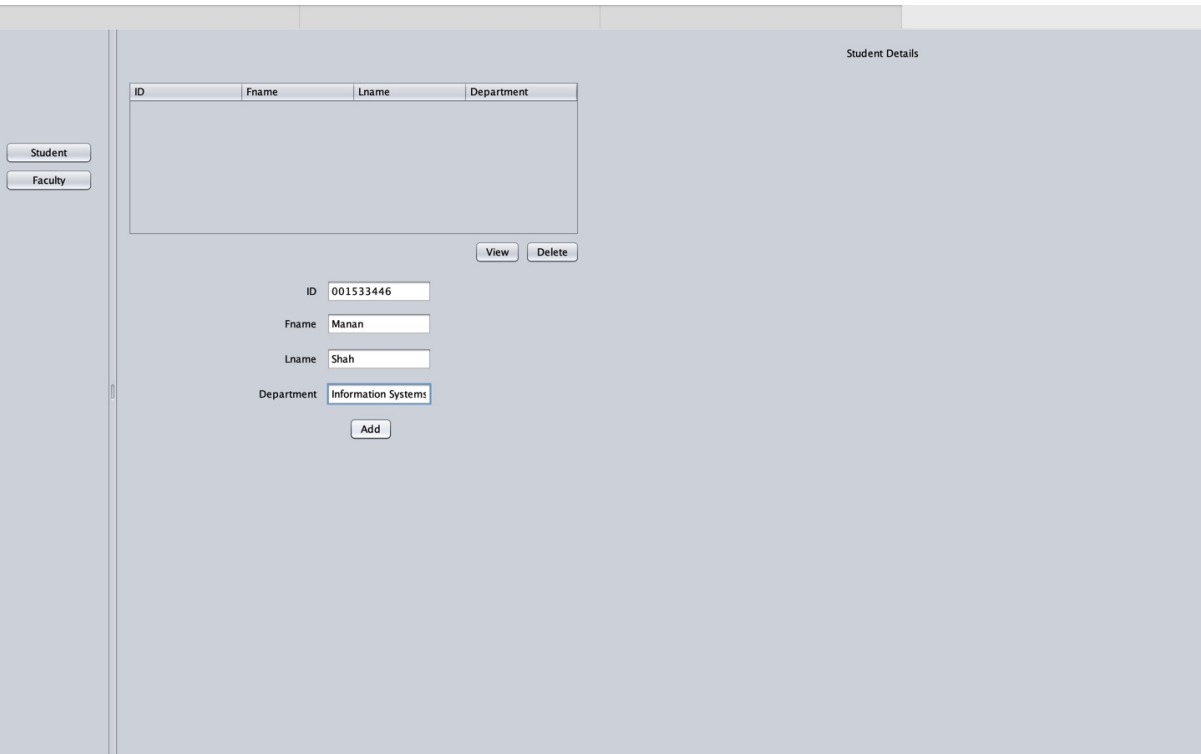 Student Details
ID Fname Lname Department
Student
Faculty
View Delete
ID 001533446
Fname Manan
Lname Shah
Department Information Systems
Add